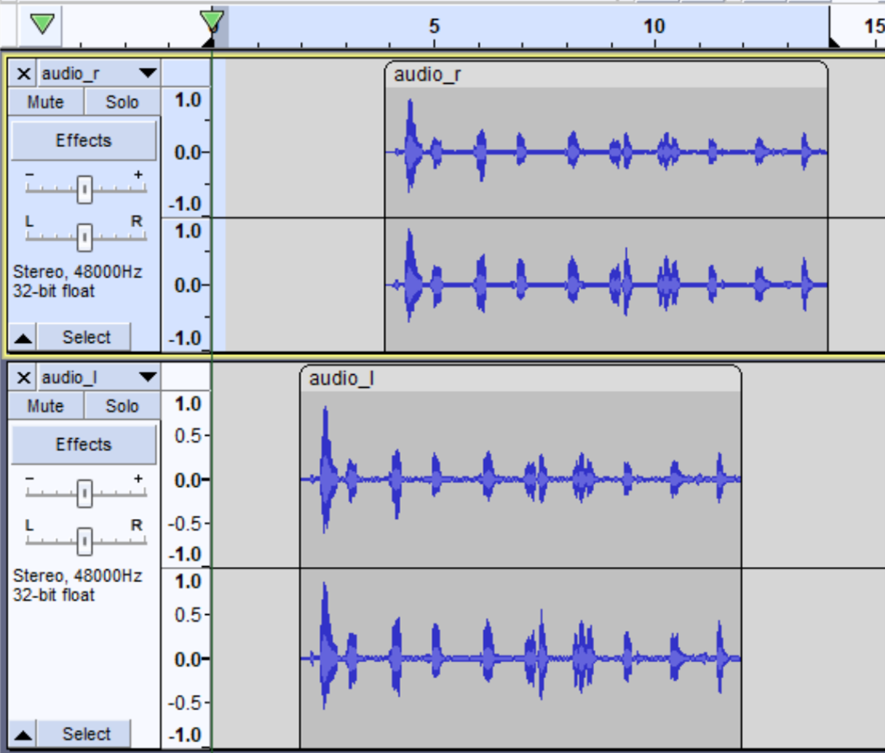 0 5 10 15
audio_r
audio_r
Mute Solo
Effects
- +
L R
Stereo, 48000Hz
32-bit float
Select
1.0
0.0
-1.0
1.0
0.0
-1.0
audio_l
audio_l
Mute Solo
Effects
- +
L R
Stereo, 48000Hz
32-bit float
Select
1.0
0.5
0.0
-0.5
-1.0
1.0
0.5
0.0
-0.5
-1.0